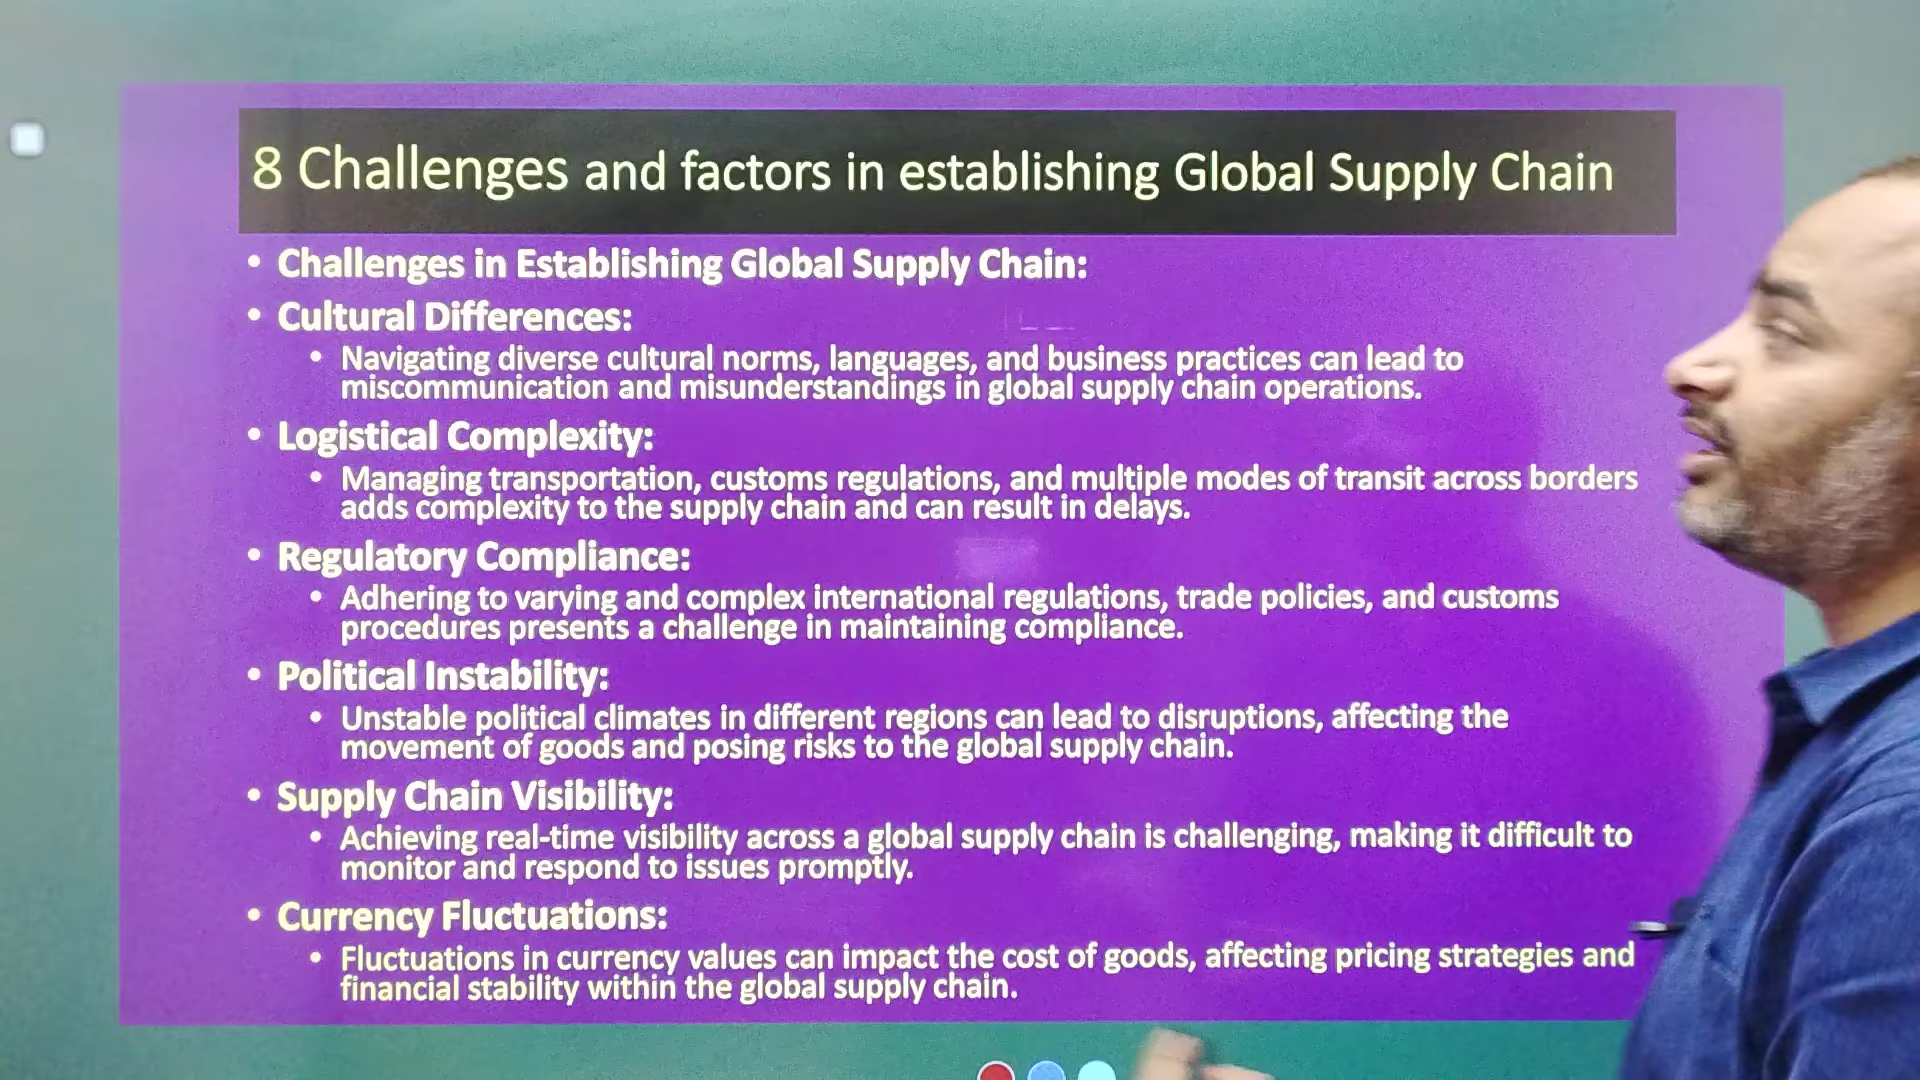 8 Challenges and factors in establishing Global Supply Chain
• Challenges in Establishing Global Supply Chain:
• Cultural Differences:
• Navigating diverse cultural norms, languages, and business practices can lead to
miscommunication and misunderstandings in global supply chain operations.
• Logistical Complexity:
• Managing transportation, customs regulations, and multiple modes of transit across borders
adds complexity to the supply chain and can result in delays.
• Regulatory Compliance:
• Adhering to varying and complex international regulations, trade policies, and customs
procedures presents a challenge in maintaining compliance.
• Political Instability:
• Unstable political climates in different regions can lead to disruptions, affecting the
movement of goods and posing risks to the global supply chain.
• Supply Chain Visibility:
• Achieving real-time visibility across a global supply chain is challenging, making it difficult to
monitor and respond to issues promptly.
• Currency Fluctuations:
• Fluctuations in currency values can impact the cost of goods, affecting pricing strategies and
financial stability within the global supply chain.